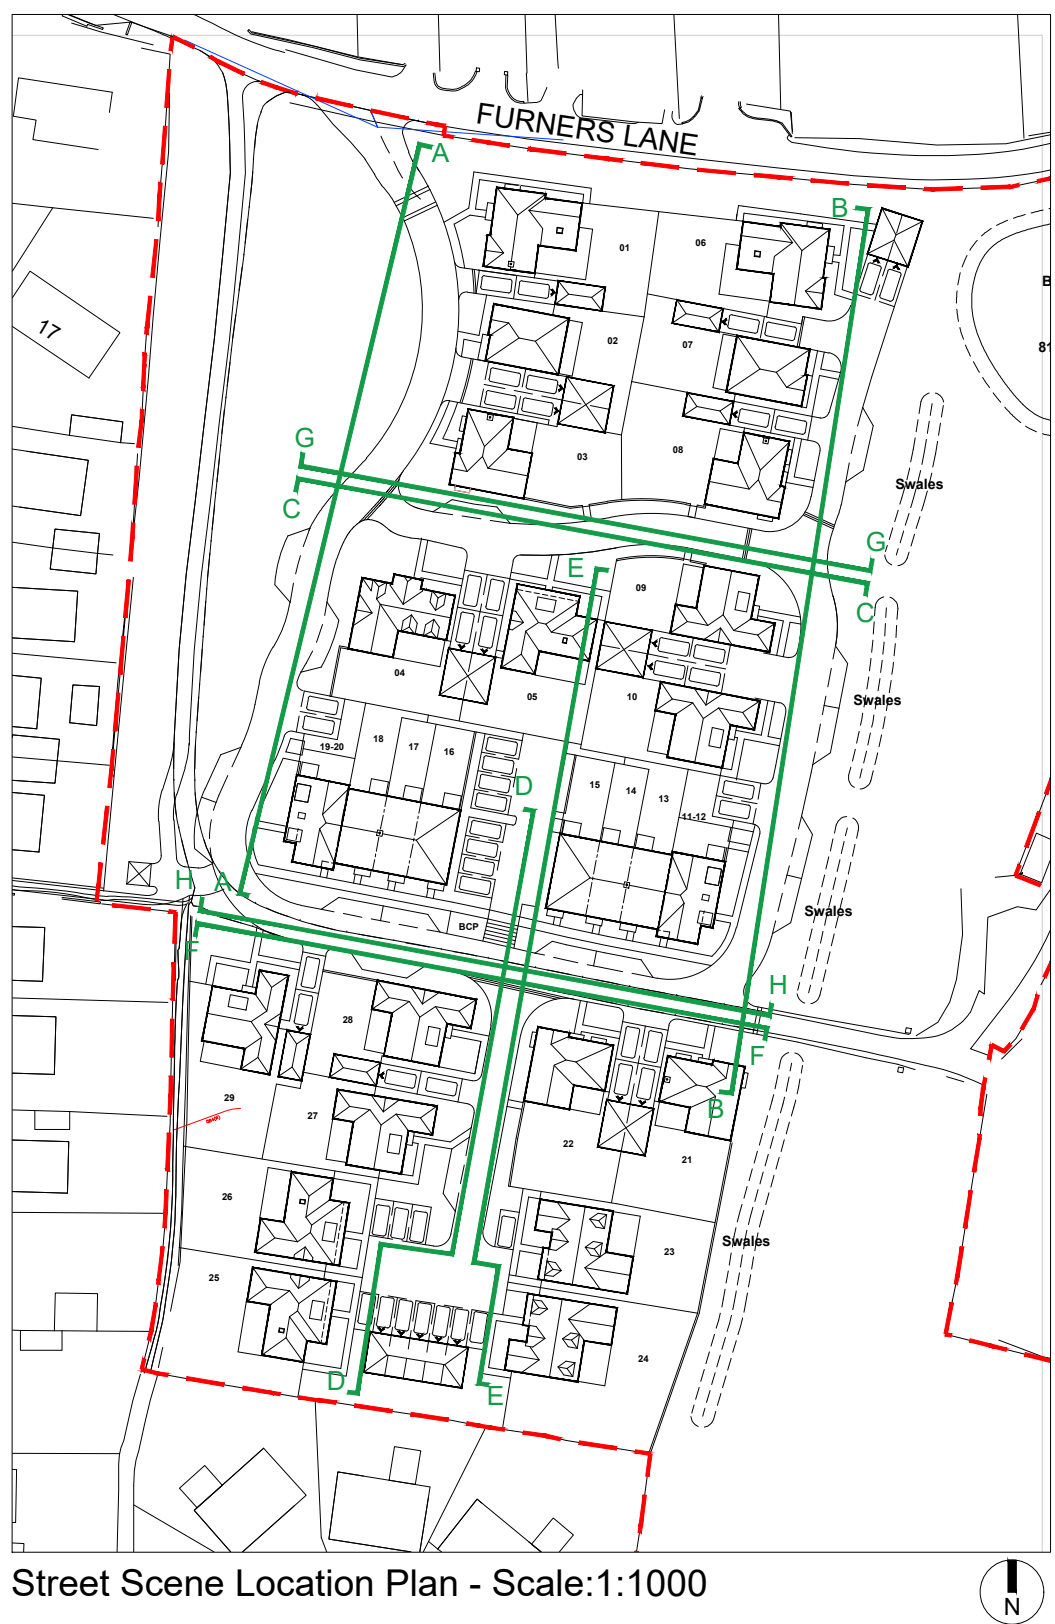 FURNERS LANE
A
B
01
06
B
17
02
07
81
03
08
G
C
Swales
G
E
C
09
04
05
10
Swales
19-20
18
17
16
D
15
14
13
11-12
H
A
Swales
F
BCP
H
28
F
29
27
B
22
21
26
23
Swales
25
24
D
E
Street Scene Location Plan - Scale:1:1000
N